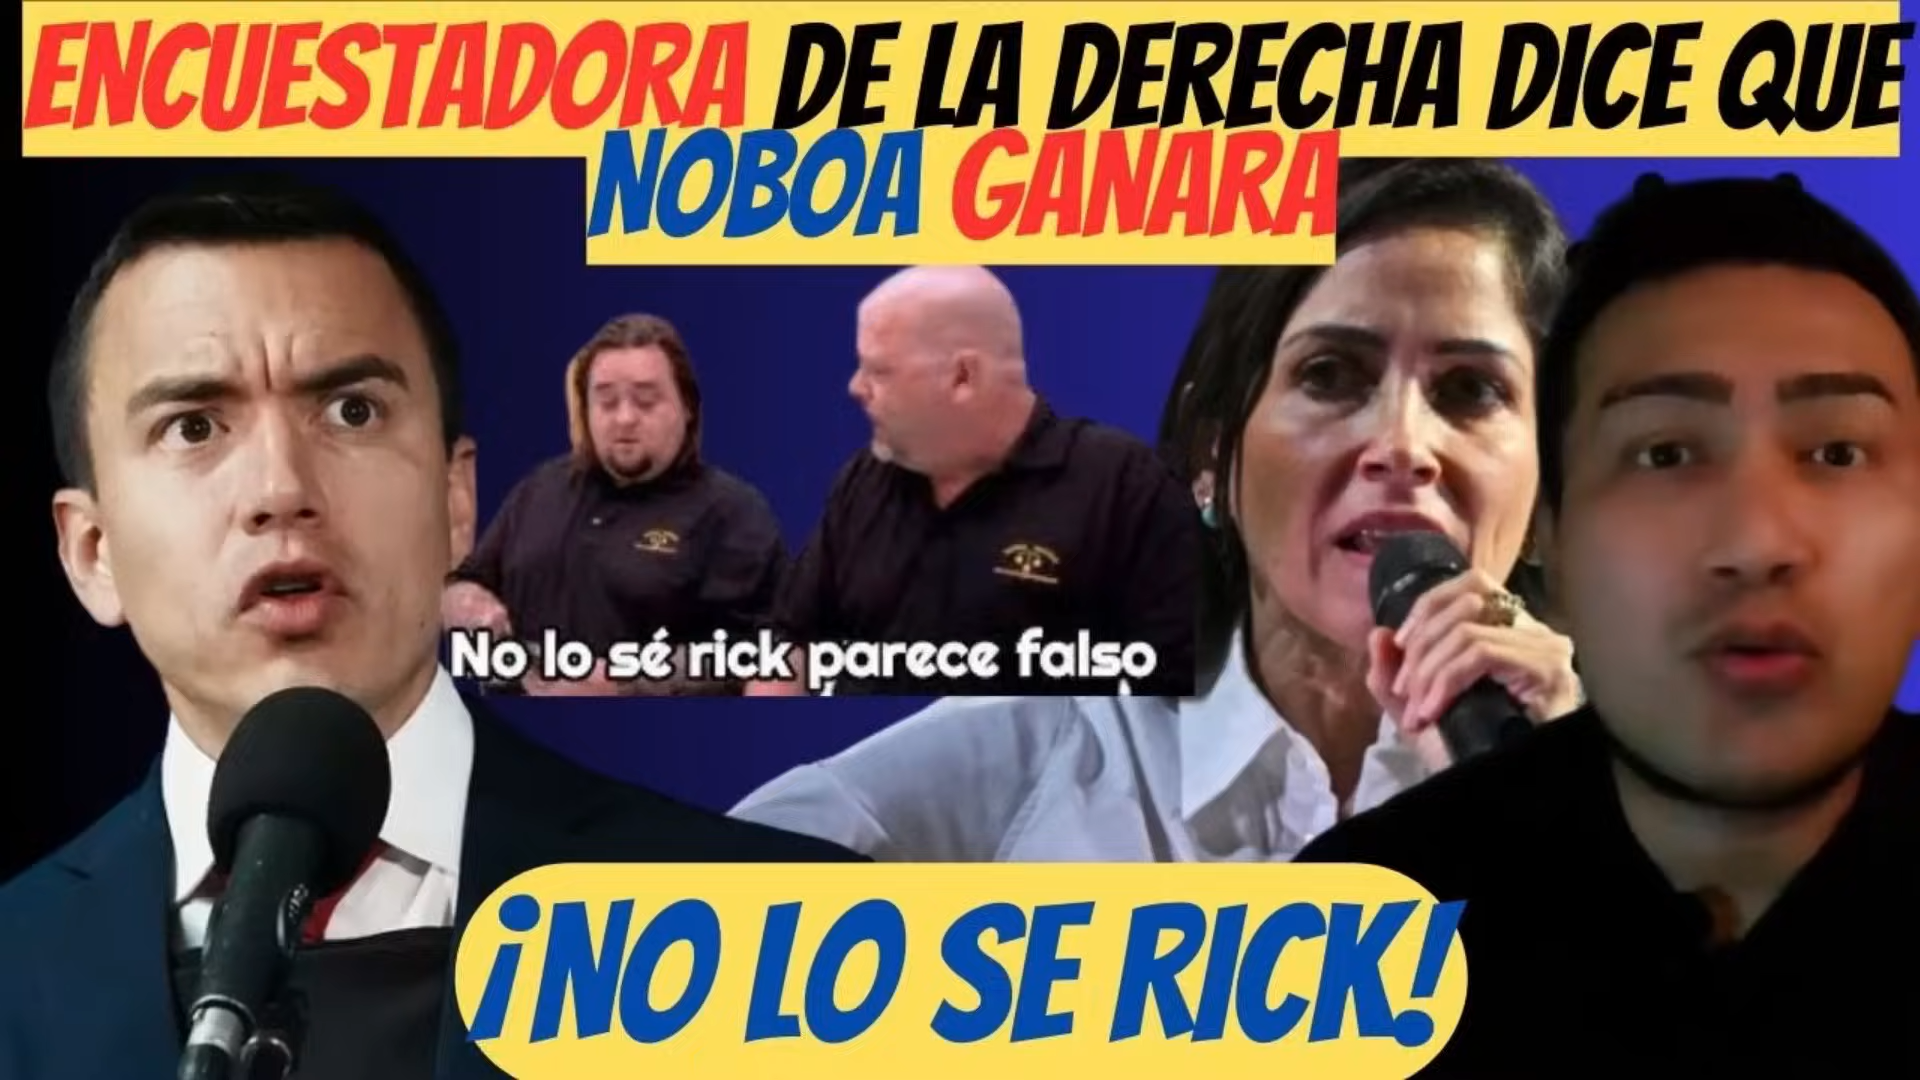 ENCUESTADORA DE LA DERECHA DICE QUE
NOBOA GANARA
No lo sé rick parece falso
¡NO LO SE RICK!